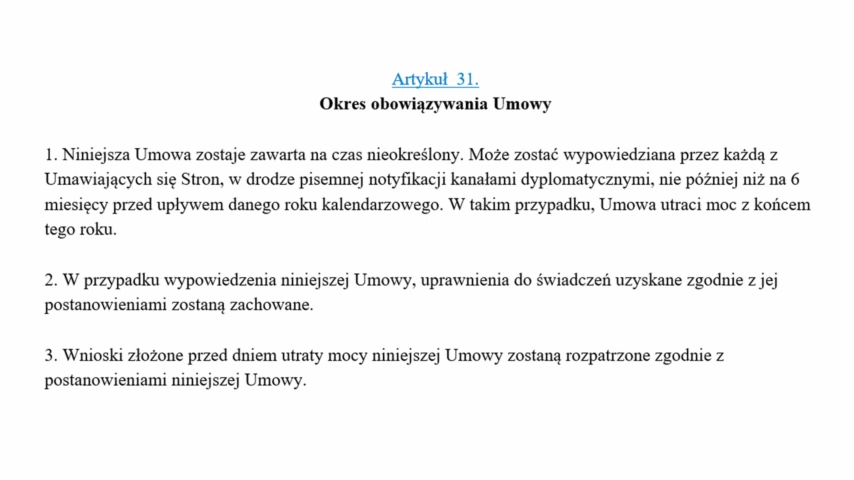 Artykuł 31.
Okres obowiązywania Umowy
1. Niniejsza Umowa zostaje zawarta na czas nieokreślony. Może zostać wypowiedziana przez każdą z
Umawiających się Stron, w drodze pisemnej notyfikacji kanałami dyplomatycznymi, nie później niż na 6
miesięcy przed upływem danego roku kalendarzowego. W takim przypadku, Umowa utraci moc z końcem
tego roku.
2. W przypadku wypowiedzenia niniejszej Umowy, uprawnienia do świadczeń uzyskane zgodnie z jej
postanowieniami zostaną zachowane.
3. Wnioski złożone przed dniem utraty mocy niniejszej Umowy zostaną rozpatrzone zgodnie z
postanowieniami niniejszej Umowy.